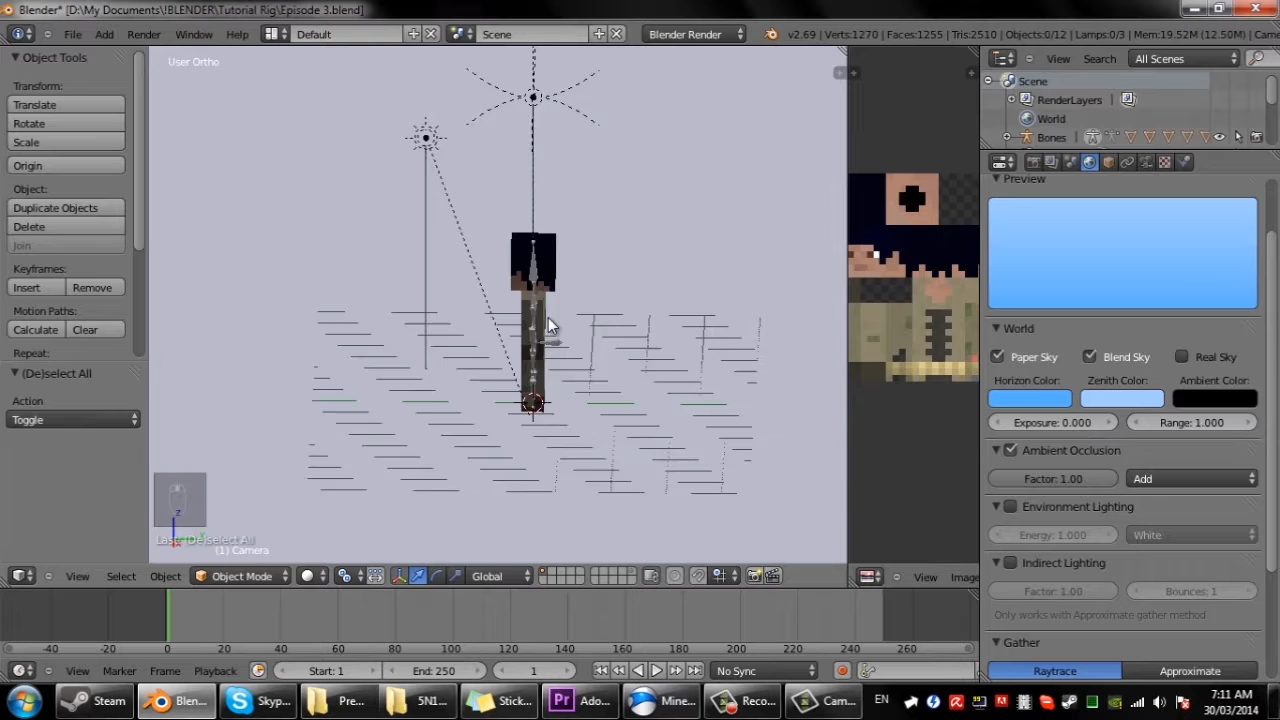 Blender* [D:\My Documents\!BLENDER\Tutorial Rig\Episode 3.blend]
File Add Render Window Help Default Scene Blender Render v2.69 | Verts:1270 | Faces:1255 | Tris:2510 | Objects:0/12 | Lamps:0/3 | Mem:19.52M (12.50M) | Came
Object Tools
User Ortho
View Search All Scenes
Transform:
Translate
Rotate
Scale
Origin
Object:
Duplicate Objects
Delete
Join
Keyframes:
Insert Remove
Motion Paths:
Calculate Clear
Repeat:
(De)select All
Action
Toggle
z
Last: (De)select All
(1) Camera
View Select Object Object Mode Global
View Image
Scene
RenderLayers
World
Bones
Preview
World
Paper Sky Blend Sky Real Sky
Horizon Color: Zenith Color: Ambient Color:
Exposure: 0.000 Range: 1.000
Ambient Occlusion
Factor: 1.00 Add
Environment Lighting
Energy: 1.000 White
Indirect Lighting
Factor: 1.00 Bounces: 1
Only works with Approximate gather method
Gather
Raytrace Approximate
-40 -20 0 20 40 60 80 100 120 140 160 180 200 220 240 260
View Marker Frame Playback Start: 1 End: 250 1 No Sync
Steam Blen... Skyp... Pre... 5N1... Stick... Pr Ado... Mine... Reco... Cam... EN 7:11 AM
30/03/2014